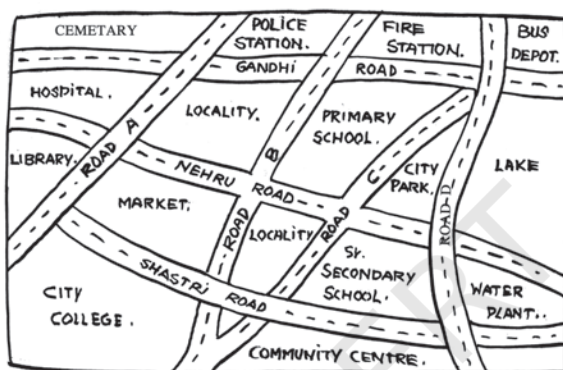 CEMETARY
POLICE
STATION.
FIRE
STATION.
BUS
DEPOT.
GANDHI ROAD
HOSPITAL.
LOCALITY.
PRIMARY
SCHOOL.
ROAD A
ROAD B
ROAD C
ROAD-D
LIBRARY.
NEHRU ROAD
CITY
PARK.
LAKE
MARKET.
LOCALITY
SHASTRI ROAD
Sr.
SECONDARY
SCHOOL.
WATER
PLANT.
CITY
COLLEGE.
COMMUNITY CENTRE.